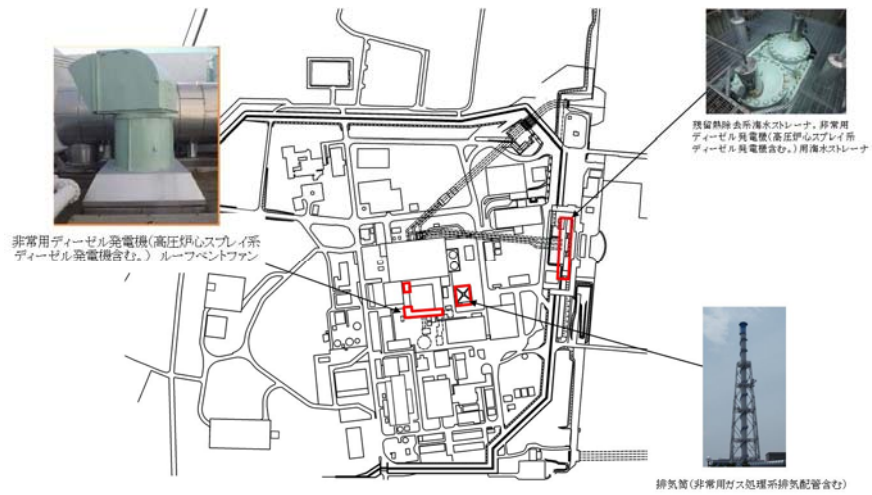 残留熱除去系海水ストレーナ，非常用
ディーゼル発電機（高圧炉心スプレイ系
ディーゼル発電機含む。）用海水ストレーナ
非常用ディーゼル発電機（高圧炉心スプレイ系
ディーゼル発電機含む。） ルーフベントファン
排気筒（非常用ガス処理系排気配管含む）